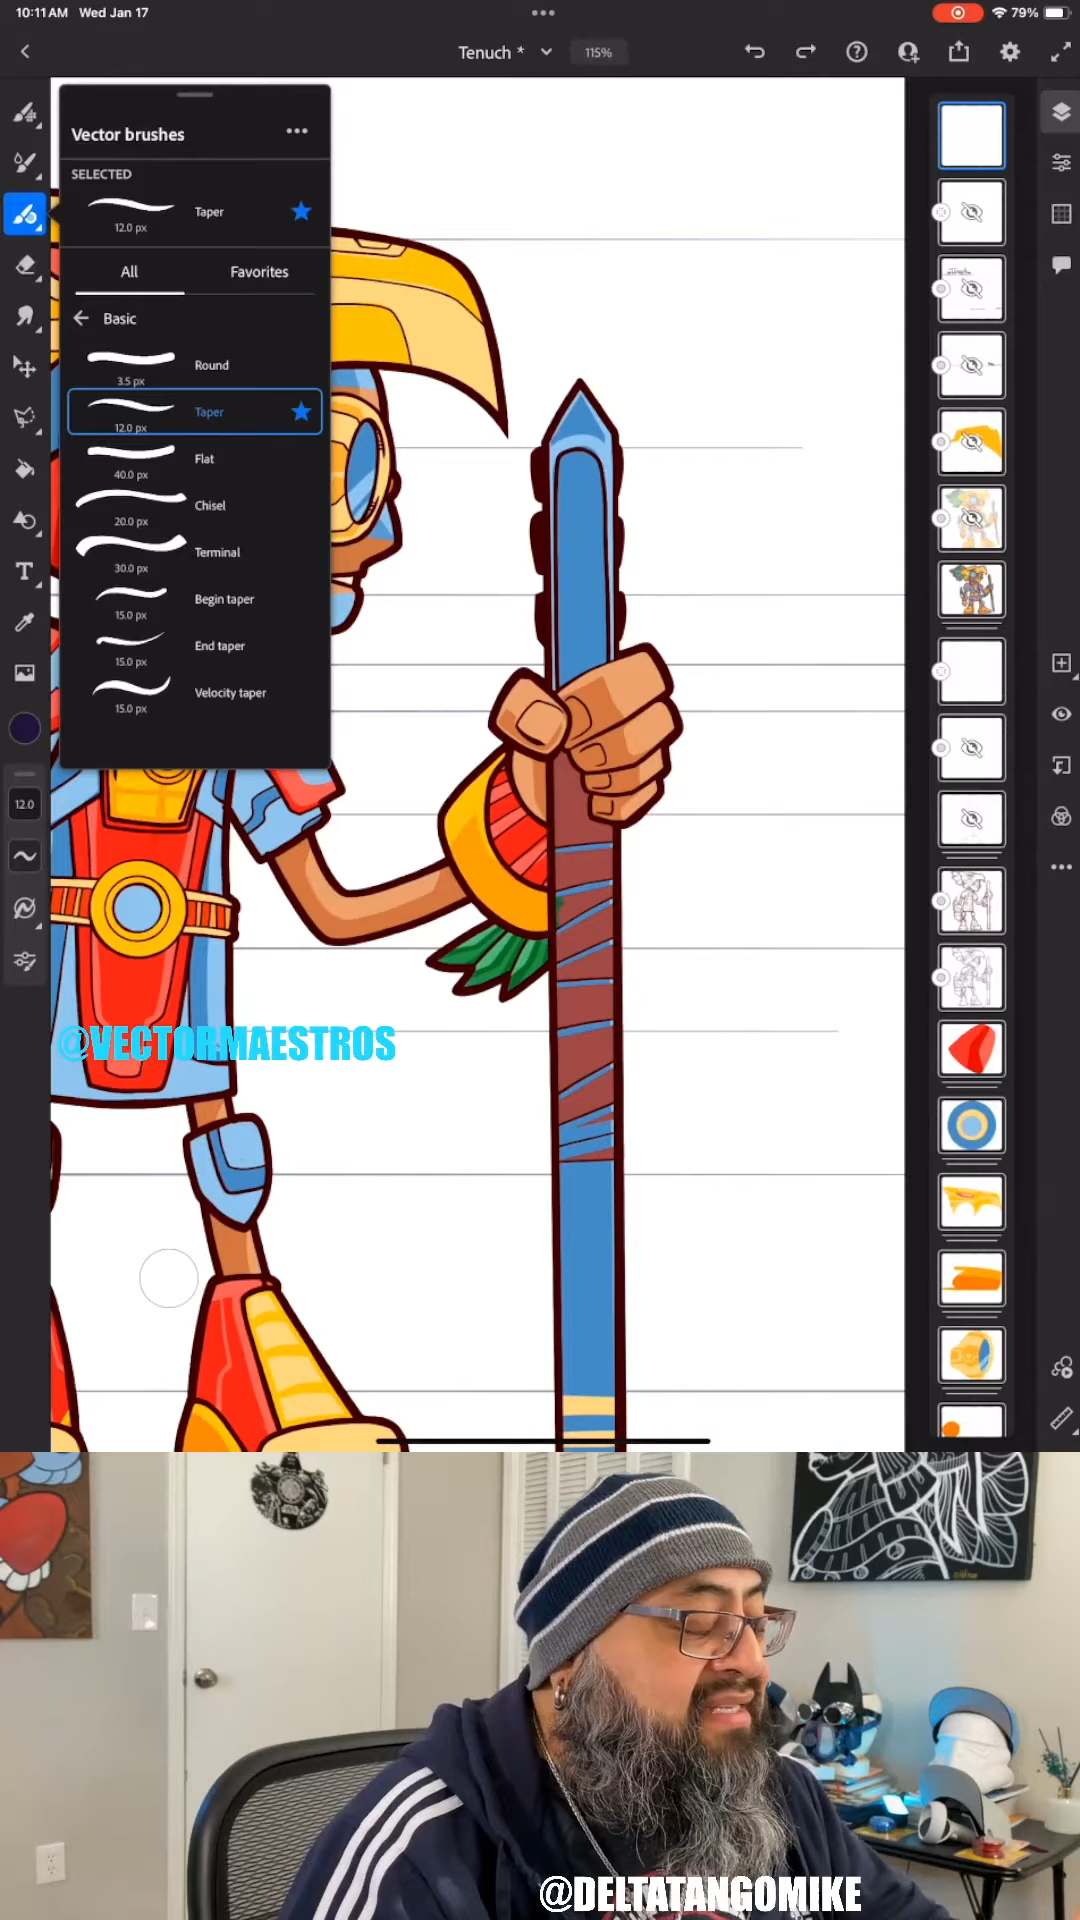 10:11AM Wed Jan 17
79%
Tenuch *
115%
Vector brushes
SELECTED
Taper
12.0 px
All
Favorites
Basic
Round
3.5 px
Taper
12.0 px
Flat
40.0 px
Chisel
20.0 px
Terminal
30.0 px
Begin taper
15.0 px
End taper
15.0 px
Velocity taper
15.0 px
T
12.0
@VECTORMAESTROS
@DELTATANGOMIKE